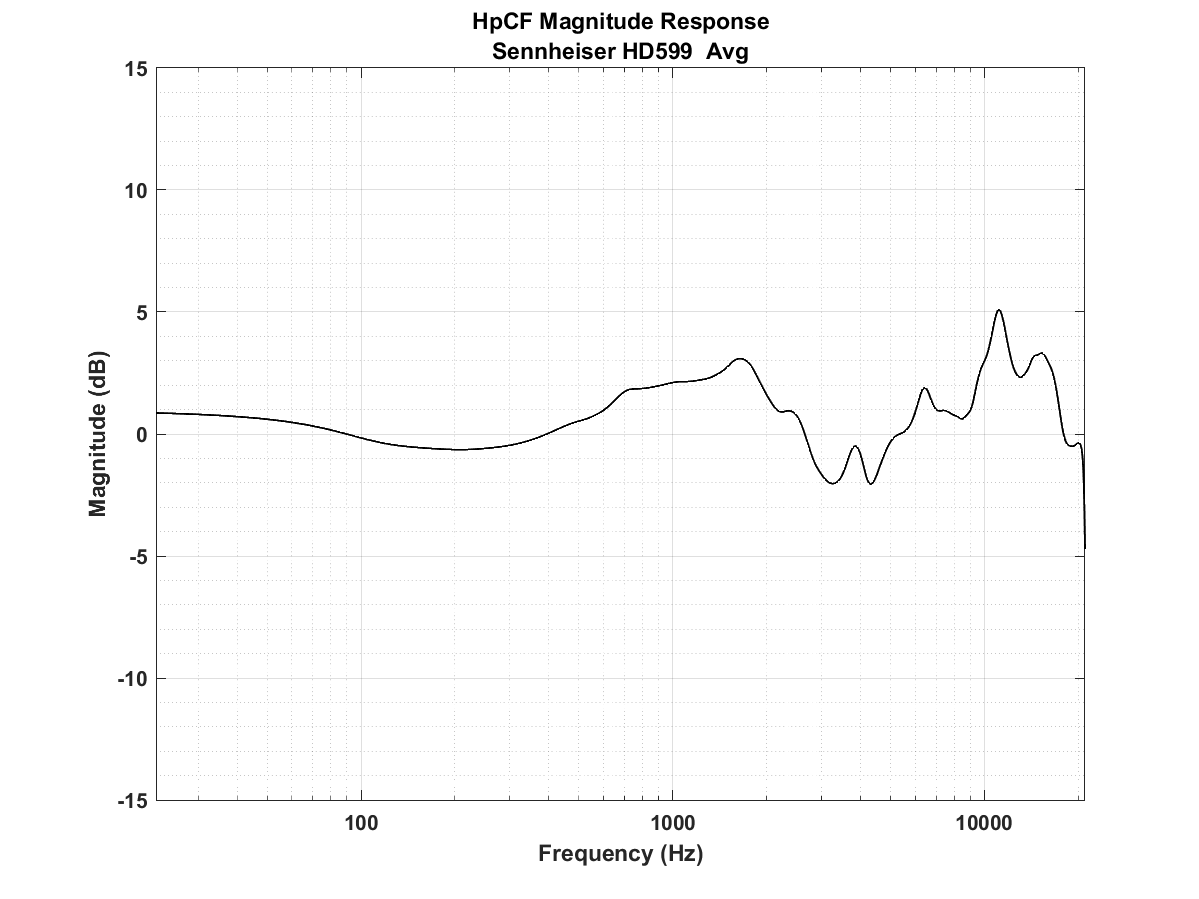 HpCF Magnitude Response
Sennheiser HD599  Avg
15
10
5
0
-5
-10
-15
Magnitude (dB)
100
1000
10000
Frequency (Hz)